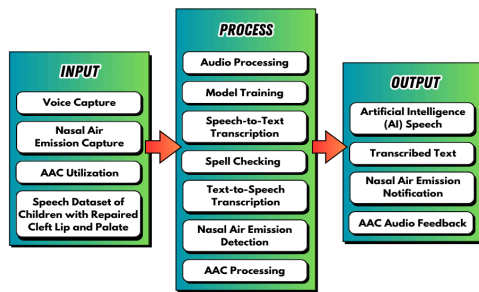 INPUT
Voice Capture
Nasal Air
Emission Capture
AAC Utilization
Speech Dataset of
Children with Repaired
Cleft Lip and Palate
PROCESS
Audio Processing
Model Training
Speech-to-Text
Transcription
Spell Checking
Text-to-Speech
Transcription
Nasal Air Emission
Detection
AAC Processing
OUTPUT
Artificial Intelligence
(AI) Speech
Transcribed Text
Nasal Air Emission
Notification
AAC Audio Feedback